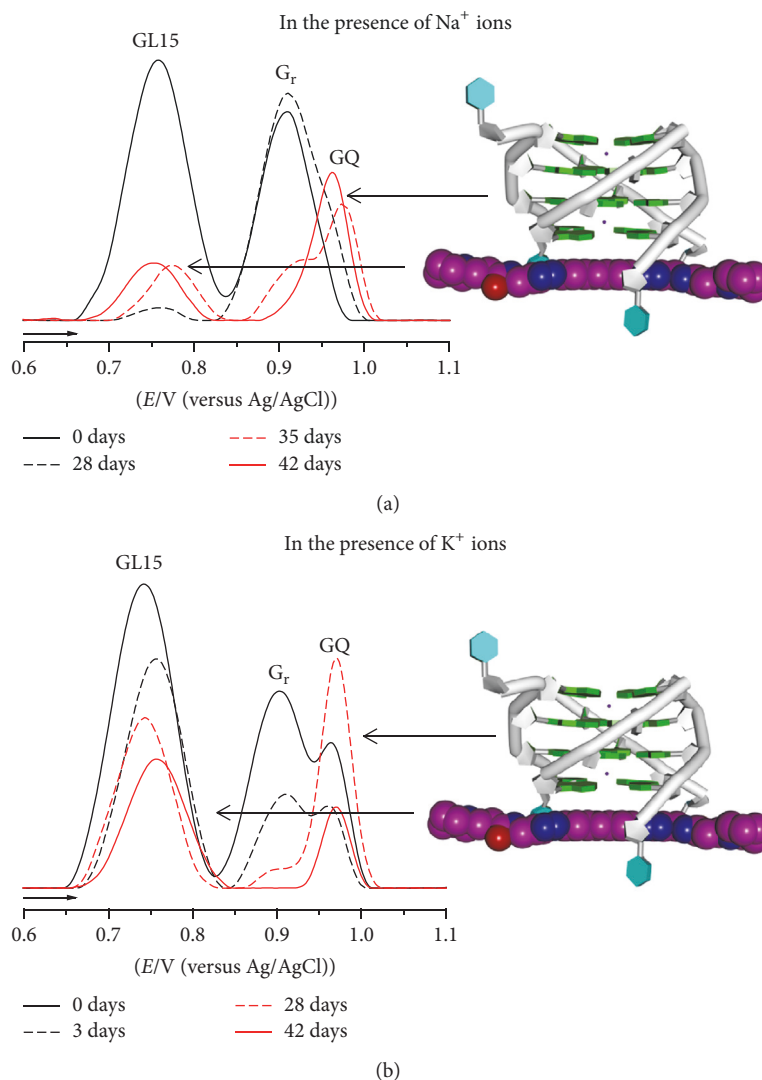 In the presence of Na⁺ ions
GL15
Gᵣ
GQ
0.6 0.7 0.8 0.9 1.0 1.1
(E/V (versus Ag/AgCl))
0 days 35 days
28 days 42 days
(a)
In the presence of K⁺ ions
GL15
GQ
Gᵣ
0.6 0.7 0.8 0.9 1.0 1.1
(E/V (versus Ag/AgCl))
0 days 28 days
3 days 42 days
(b)